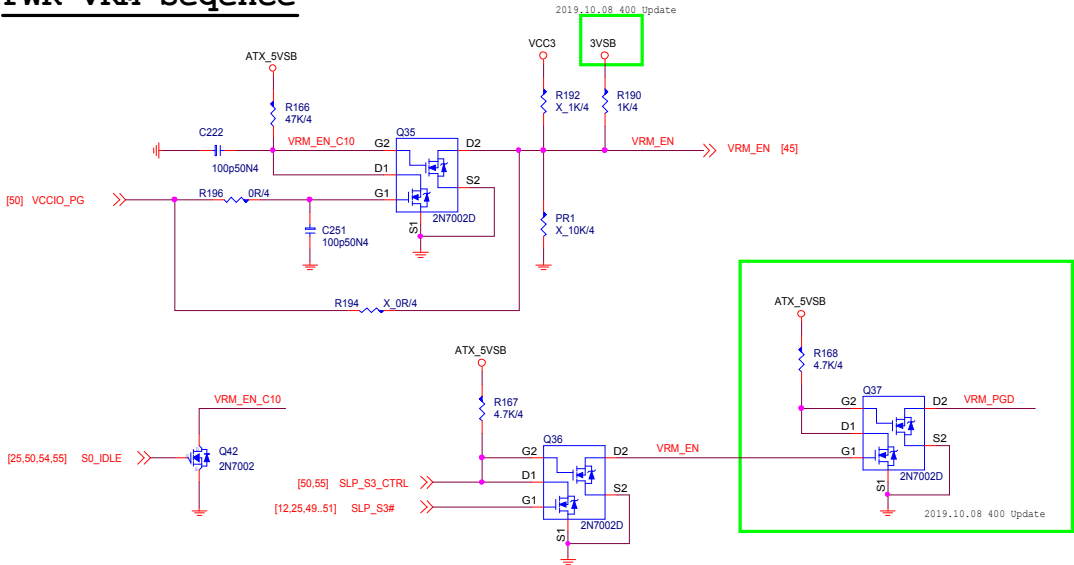 PWR VRM Seqence
2019.10.08 400 Update
VCC3
3VSB
ATX_5VSB
R192
X_1K/4
R190
1K/4
R166
47K/4
C222
100p50N4
VRM_EN_C10
G2
Q35
D2
VRM_EN
VRM_EN [45]
D1
S2
[50] VCCIO_PG
R196
0R/4
G1
S1
2N7002D
C251
100p50N4
PR1
X_10K/4
R194
X_0R/4
ATX_5VSB
R168
4.7K/4
ATX_5VSB
R167
4.7K/4
Q37
G2
D2
VRM_PGD
D1
G1
S2
S1
2N7002D
2019.10.08 400 Update
VRM_EN_C10
[25,50,54,55] S0_IDLE
Q42
2N7002
Q36
G2
D2
VRM_EN
[50,55] SLP_S3_CTRL
D1
S2
[12,25,49..51] SLP_S3#
G1
S1
2N7002D